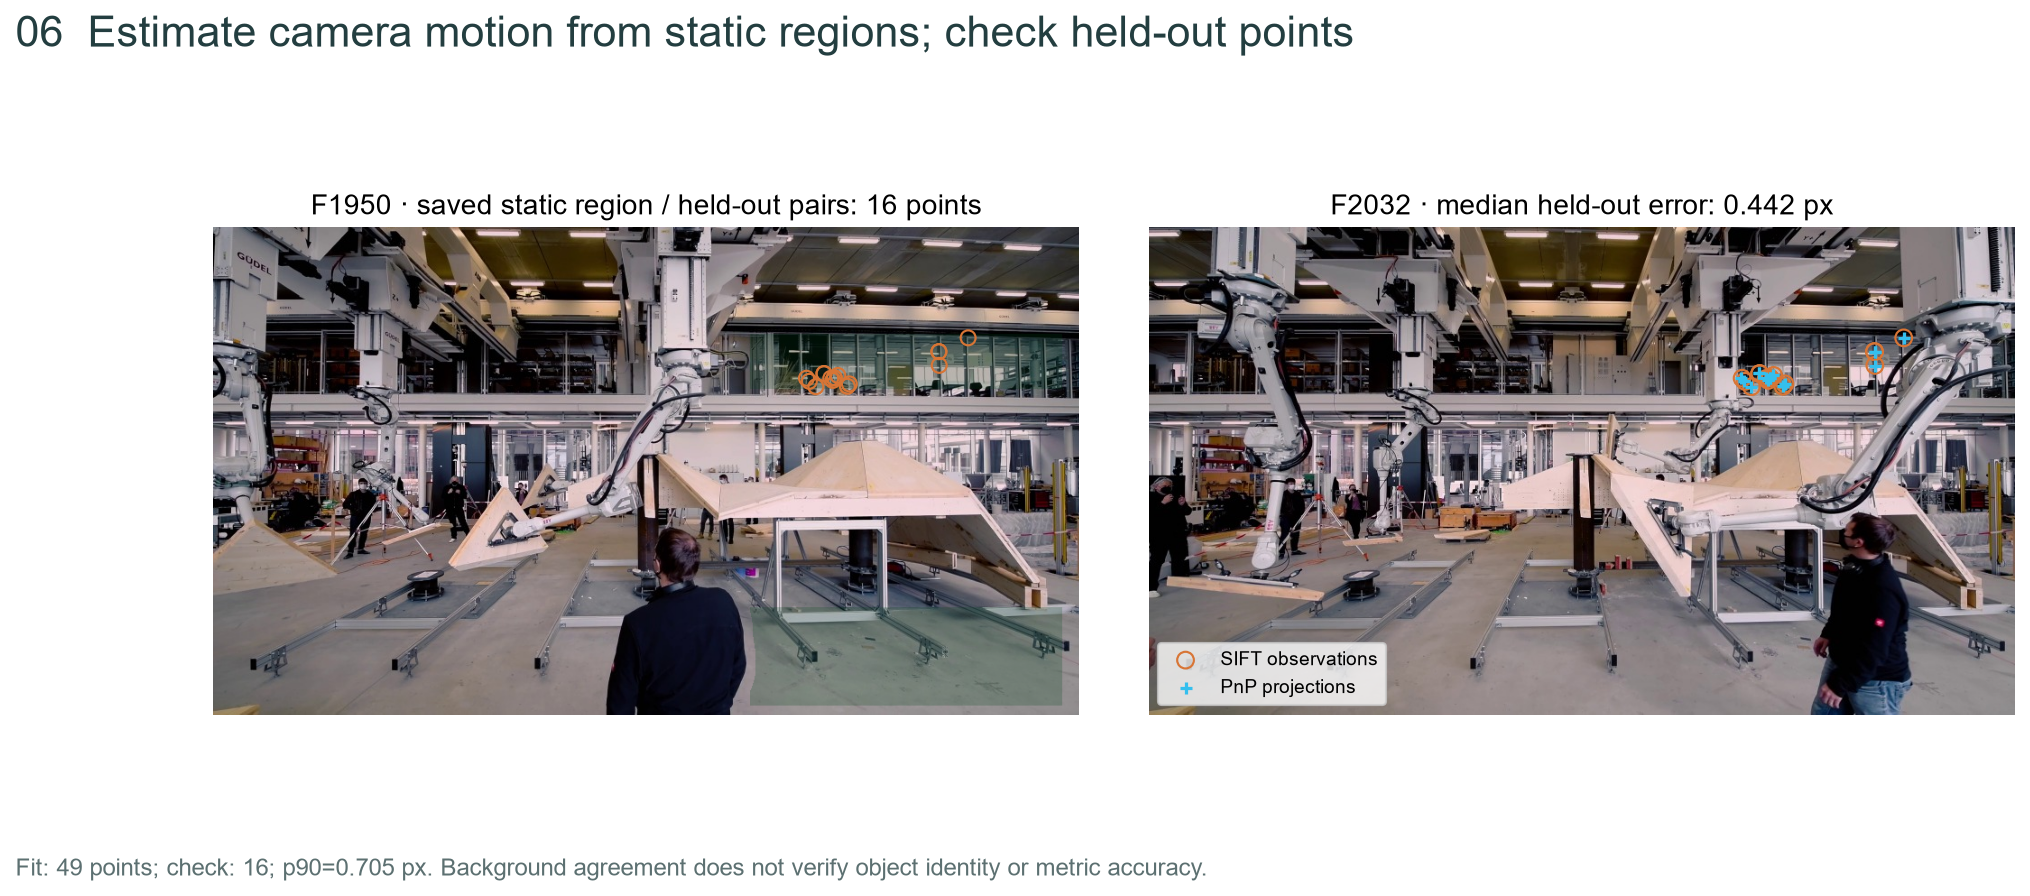 06 Estimate camera motion from static regions; check held-out points
F1950 · saved static region / held-out pairs: 16 points
F2032 · median held-out error: 0.442 px
GÜDEL
GÜDEL
SIFT observations
PnP projections
Fit: 49 points; check: 16; p90=0.705 px. Background agreement does not verify object identity or metric accuracy.